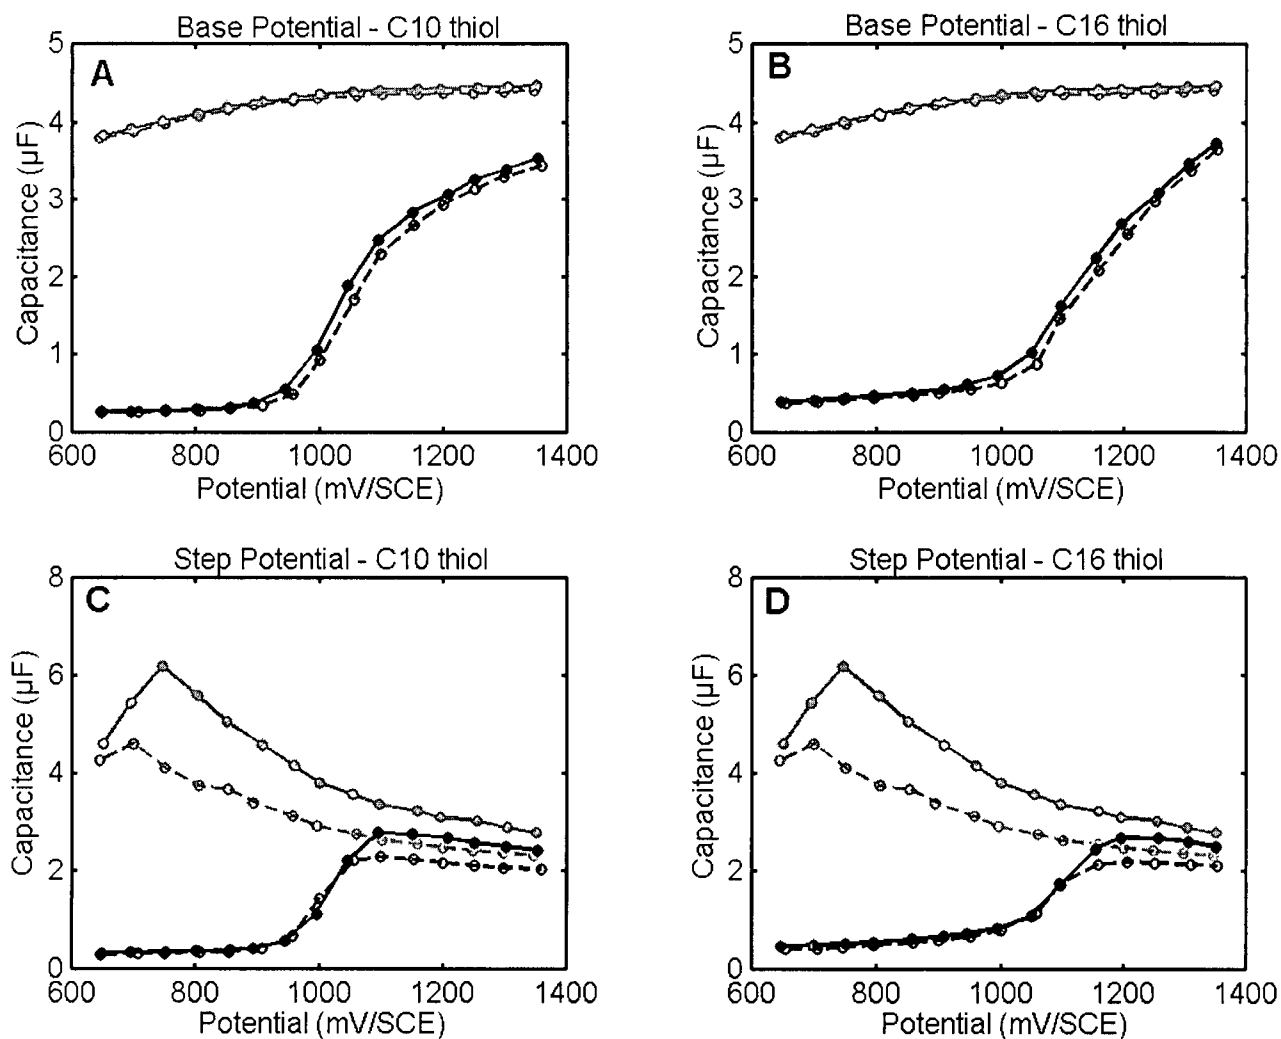 Base Potential - C10 thiol
A
5
4
3
2
1
0
Capacitance (µF)
600 800 1000 1200 1400
Potential (mV/SCE)
Base Potential - C16 thiol
B
5
4
3
2
1
0
Capacitance (µF)
600 800 1000 1200 1400
Potential (mV/SCE)
Step Potential - C10 thiol
C
8
6
4
2
0
Capacitance (µF)
600 800 1000 1200 1400
Potential (mV/SCE)
Step Potential - C16 thiol
D
8
6
4
2
0
Capacitance (µF)
600 800 1000 1200 1400
Potential (mV/SCE)